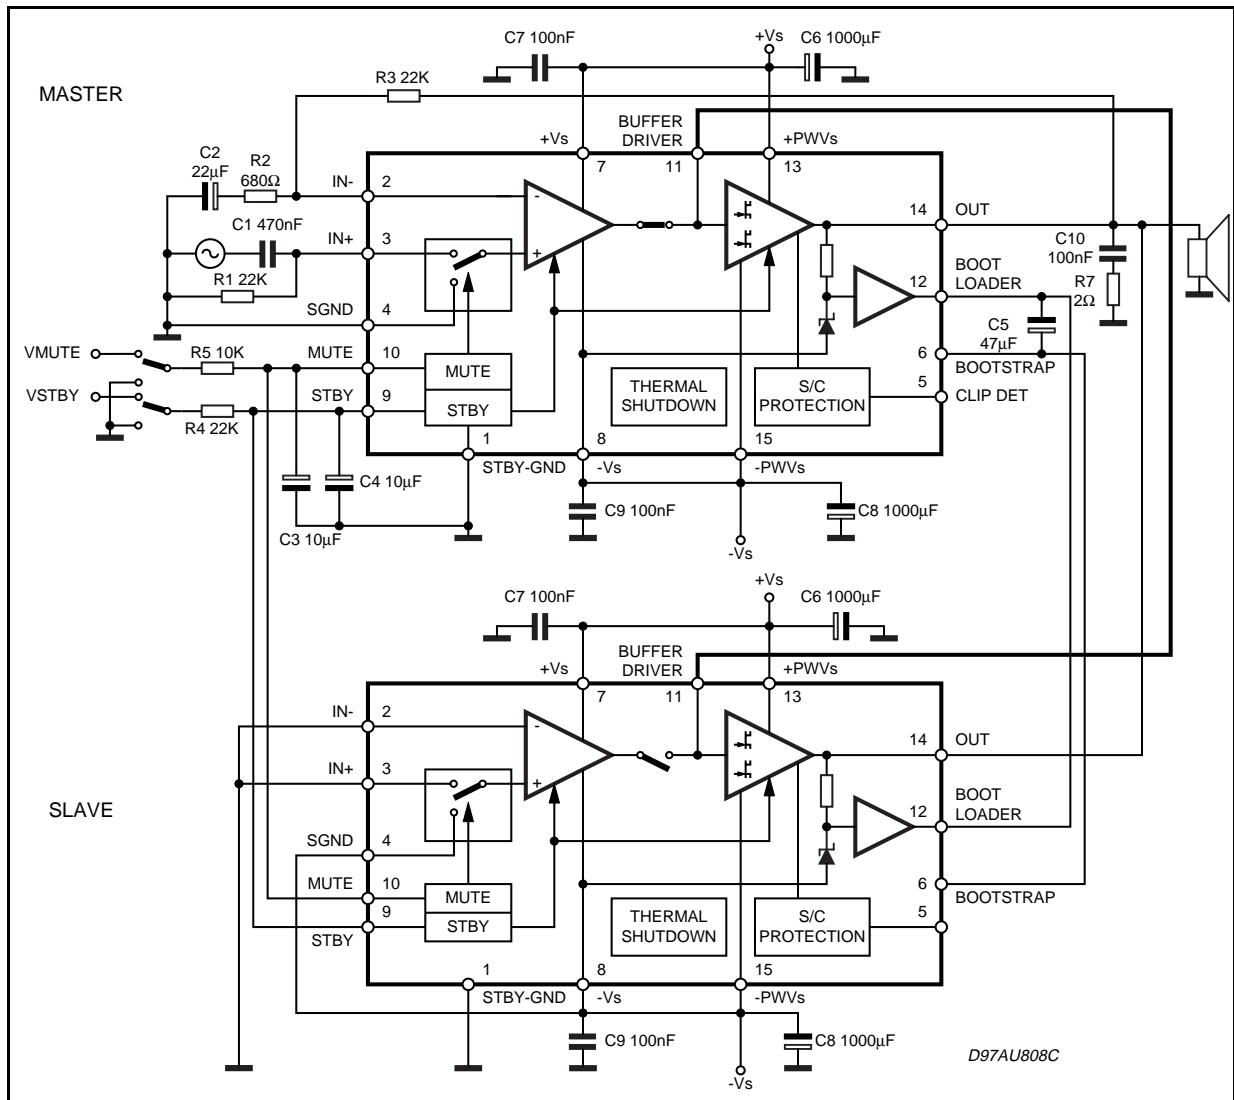 C7 100nF
+Vs
C6 1000µF
R3 22K
MASTER
BUFFER
DRIVER
+Vs
+PWVs
7
11
13
C2
22µF
R2
680Ω
IN-
2
-
14
OUT
C1 470nF
IN+
3
+
C10
100nF
R1 22K
BOOT
LOADER
12
R7
2Ω
SGND
4
C5
47µF
VMUTE
R5 10K
MUTE
10
MUTE
6
BOOTSTRAP
VSTBY
STBY
9
STBY
THERMAL
SHUTDOWN
S/C
PROTECTION
5
CLIP DET
R4 22K
1
8
15
STBY-GND
-Vs
-PWVs
C4 10µF
C9 100nF
C8 1000µF
C3 10µF
-Vs
+Vs
C7 100nF
C6 1000µF
BUFFER
DRIVER
+Vs
+PWVs
7
11
13
IN-
2
-
14
OUT
IN+
3
+
SLAVE
BOOT
LOADER
12
SGND
4
MUTE
10
MUTE
6
BOOTSTRAP
9
STBY
STBY
THERMAL
SHUTDOWN
S/C
PROTECTION
5
1
8
15
STBY-GND
-Vs
-PWVs
C9 100nF
C8 1000µF
D97AU808C
-Vs